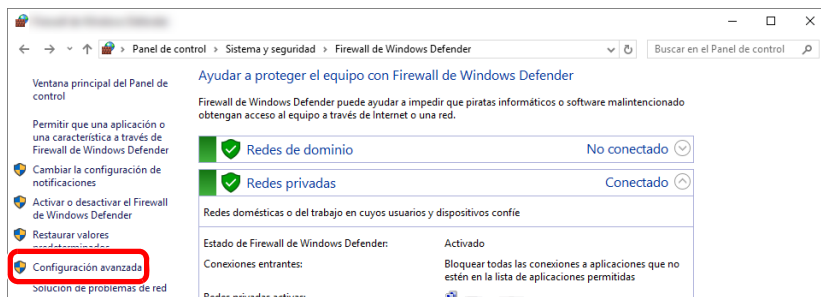 Panel de control › Sistema y seguridad › Firewall de Windows Defender
Buscar en el Panel de control
Ventana principal del Panel de
control
Permitir que una aplicación o
una característica a través de
Firewall de Windows Defender
Cambiar la configuración de
notificaciones
Activar o desactivar el Firewall
de Windows Defender
Restaurar valores
predeterminados
Configuración avanzada
Solución de problemas de red
Ayudar a proteger el equipo con Firewall de Windows Defender
Firewall de Windows Defender puede ayudar a impedir que piratas informáticos o software malintencionado
obtengan acceso al equipo a través de Internet o una red.
Redes de dominio No conectado
Redes privadas Conectado
Redes domésticas o del trabajo en cuyos usuarios y dispositivos confíe
Estado de Firewall de Windows Defender: Activado
Conexiones entrantes: Bloquear todas las conexiones a aplicaciones que no
estén en la lista de aplicaciones permitidas
Redes privadas activas: